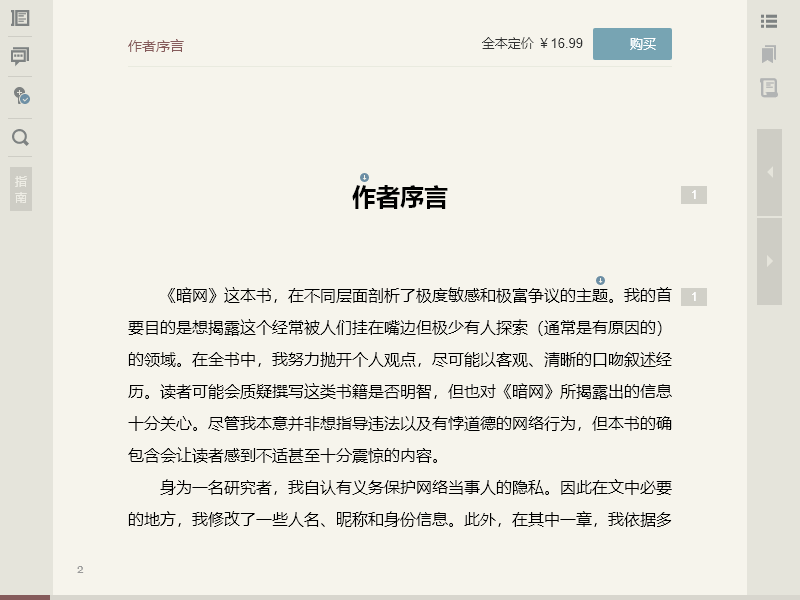 作者序言
全本定价 ¥16.99
购买
指南
作者序言
1
《暗网》这本书，在不同层面剖析了极度敏感和极富争议的主题。我的首
1
要目的是想揭露这个经常被人们挂在嘴边但极少有人探索（通常是有原因的）
的领域。在全书中，我努力抛开个人观点，尽可能以客观、清晰的口吻叙述经
历。读者可能会质疑撰写这类书籍是否明智，但也对《暗网》所揭露出的信息
十分关心。尽管我本意并非想指导违法以及有悖道德的网络行为，但本书的确
包含会让读者感到不适甚至十分震惊的内容。
身为一名研究者，我自认有义务保护网络当事人的隐私。因此在文中必要
的地方，我修改了一些人名、昵称和身份信息。此外，在其中一章，我依据多
2